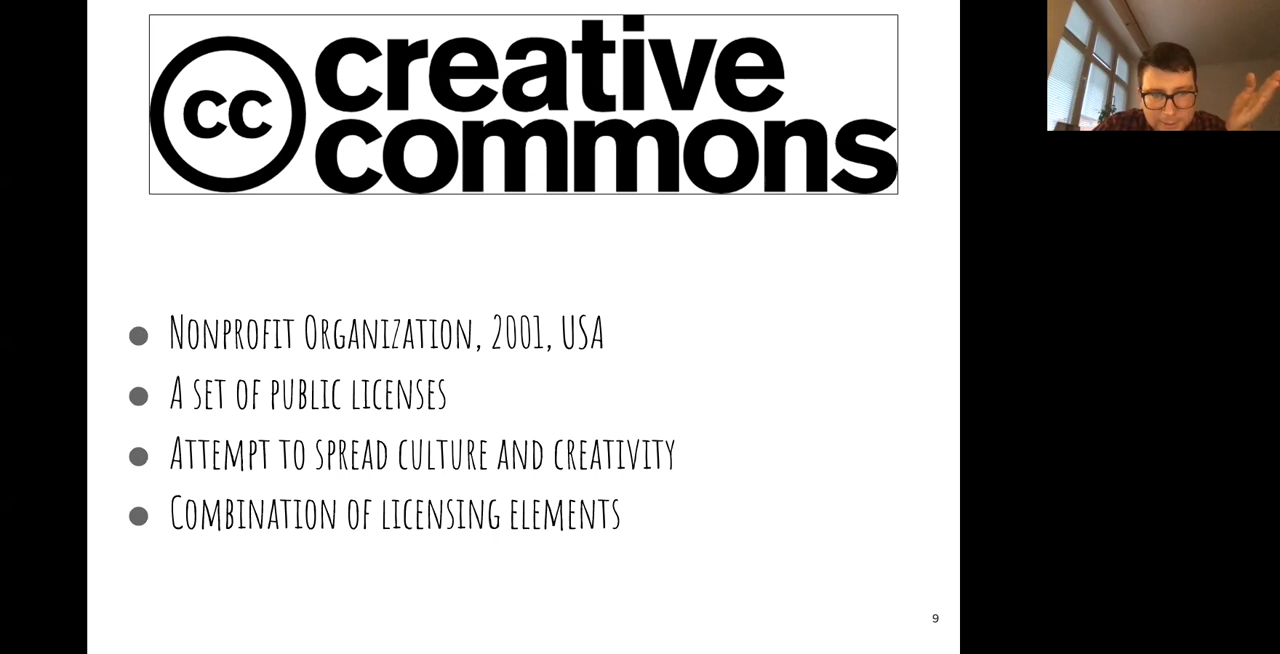 cc creative
commons
Nonprofit Organization, 2001, USA
A set of public licenses
Attempt to spread culture and creativity
Combination of licensing elements
9